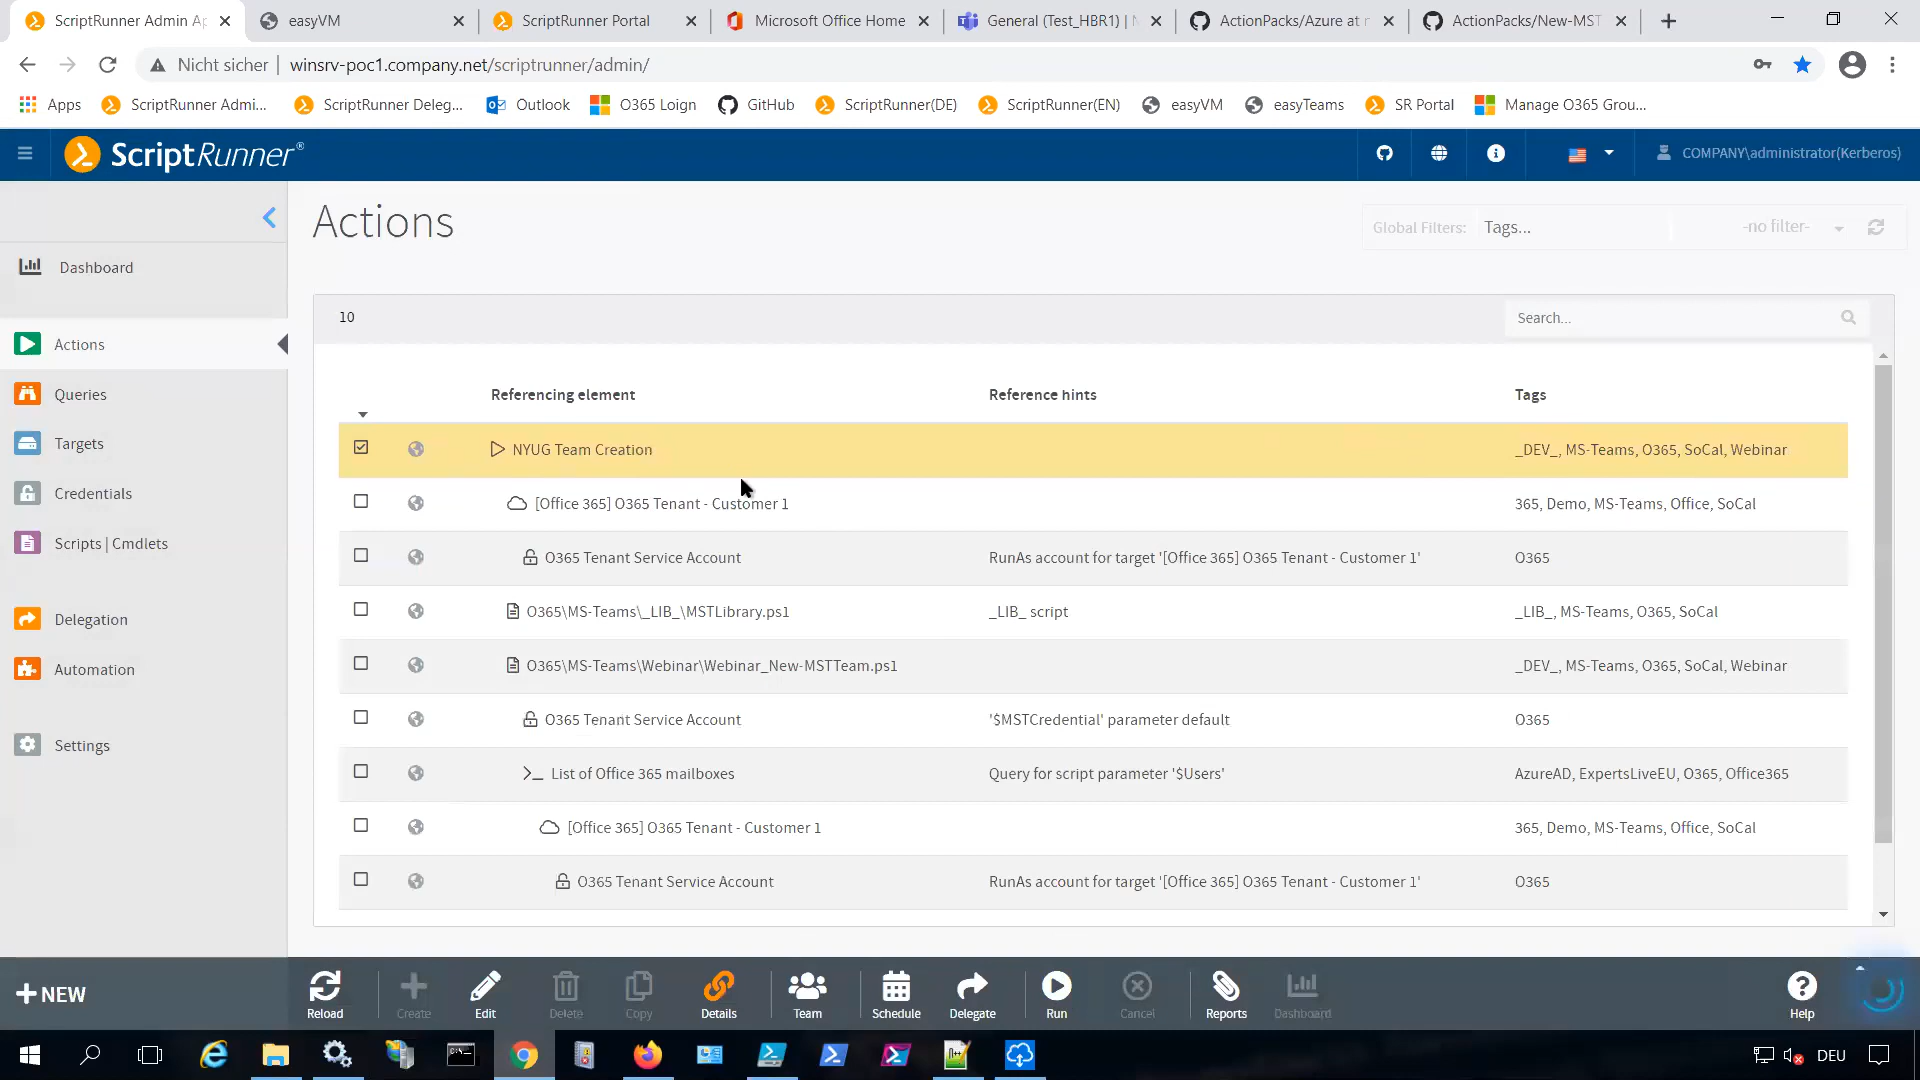 ScriptRunner Admin Ap
easyVM
ScriptRunner Portal
Microsoft Office Home
General (Test_HBR1) |
ActionPacks/Azure at
ActionPacks/New-MST
Nicht sicher winsrv-poc1.company.net/scriptrunner/admin/
Apps
ScriptRunner Admi...
ScriptRunner Deleg...
Outlook
O365 Loign
GitHub
ScriptRunner(DE)
ScriptRunner(EN)
easyVM
easyTeams
SR Portal
Manage O365 Grou...
ScriptRunner®
COMPANY\administrator(Kerberos)
Actions
Global Filters: Tags... -no filter-
Dashboard
Actions
Queries
Targets
Credentials
Scripts | Cmdlets
Delegation
Automation
Settings
10
Search...
Referencing element Reference hints Tags
NYUG Team Creation _DEV_, MS-Teams, O365, SoCal, Webinar
[Office 365] O365 Tenant - Customer 1 365, Demo, MS-Teams, Office, SoCal
O365 Tenant Service Account RunAs account for target '[Office 365] O365 Tenant - Customer 1' O365
O365\MS-Teams\_LIB_\MSTLibrary.ps1 _LIB_ script _LIB_, MS-Teams, O365, SoCal
O365\MS-Teams\Webinar\Webinar_New-MSTTeam.ps1 _DEV_, MS-Teams, O365, SoCal, Webinar
O365 Tenant Service Account '$MSTCredential' parameter default O365
List of Office 365 mailboxes Query for script parameter '$Users' AzureAD, ExpertsLiveEU, O365, Office365
[Office 365] O365 Tenant - Customer 1 365, Demo, MS-Teams, Office, SoCal
O365 Tenant Service Account RunAs account for target '[Office 365] O365 Tenant - Customer 1' O365
+ NEW
Reload
Create
Edit
Delete
Copy
Details
Team
Schedule
Delegate
Run
Cancel
Reports
Dashboard
Help
DEU